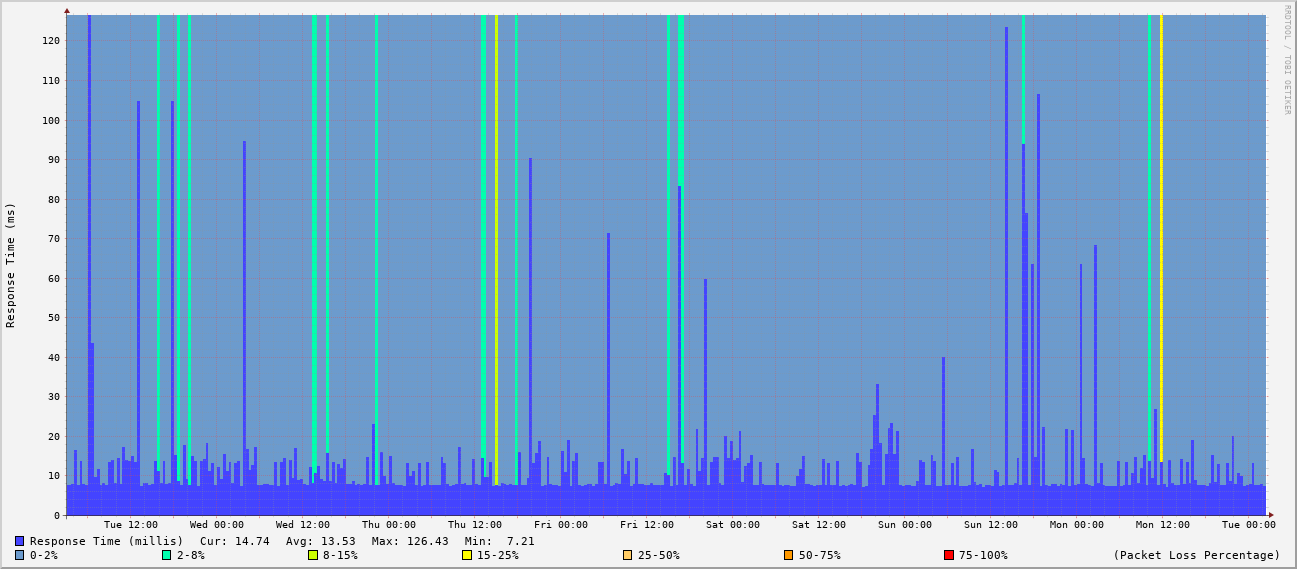 RRDTOOL / TOBI OETIKER
Response Time (ms)
120
110
100
90
80
70
60
50
40
30
20
10
0
Tue 12:00 Wed 00:00 Wed 12:00 Thu 00:00 Thu 12:00 Fri 00:00 Fri 12:00 Sat 00:00 Sat 12:00 Sun 00:00 Sun 12:00 Mon 00:00 Mon 12:00 Tue 00:00
Response Time (millis) Cur: 14.74 Avg: 13.53 Max: 126.43 Min: 7.21
0-2% 2-8% 8-15% 15-25% 25-50% 50-75% 75-100% (Packet Loss Percentage)